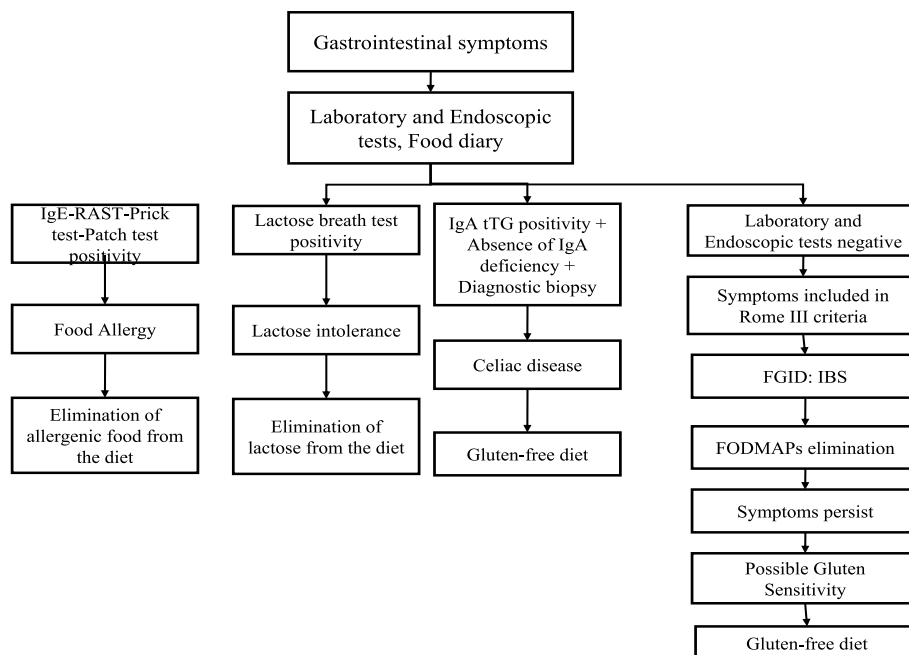 Gastrointestinal symptoms
Laboratory and Endoscopic
tests, Food diary
IgE-RAST-Prick
test-Patch test
positivity
Food Allergy
Elimination of
allergenic food from
the diet
Lactose breath test
positivity
Lactose intolerance
Elimination of
lactose from the diet
IgA tTG positivity +
Absence of IgA
deficiency +
Diagnostic biopsy
Celiac disease
Gluten-free diet
Laboratory and
Endoscopic tests negative
Symptoms included in
Rome III criteria
FGID: IBS
FODMAPs elimination
Symptoms persist
Possible Gluten
Sensitivity
Gluten-free diet